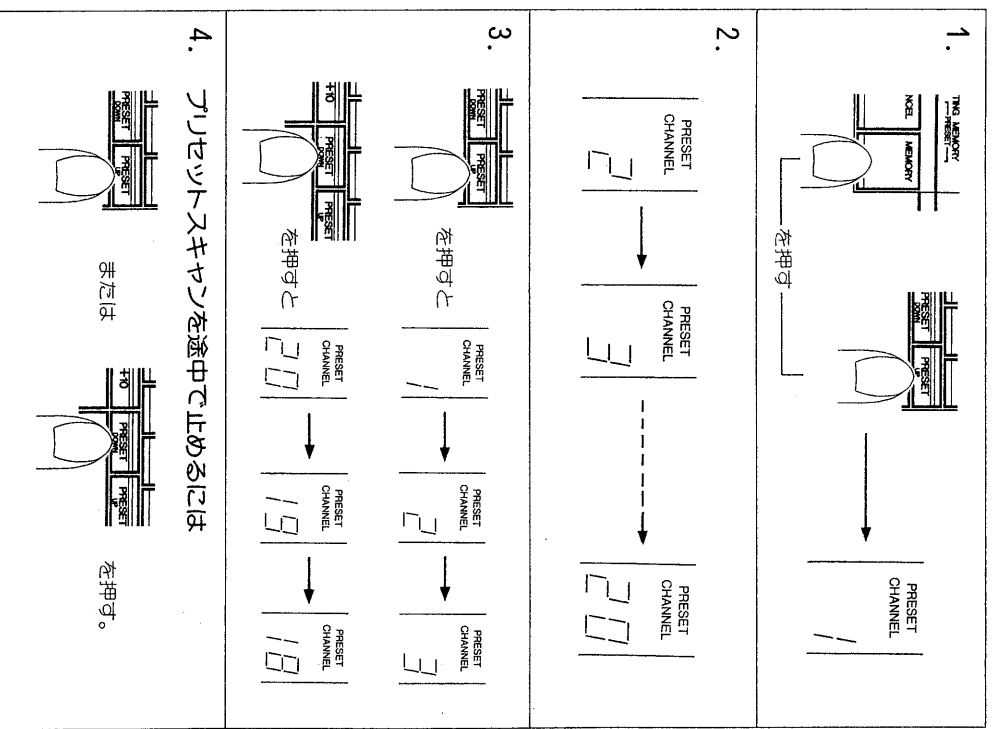 1.
TING MEMORY
PRESET
NCEL MEMORY
PRESET DOWN PRESET UP
を押す
PRESET CHANNEL
1
2.
PRESET CHANNEL
2
PRESET CHANNEL
3
PRESET CHANNEL
20
3.
PRESET DOWN PRESET UP
を押すと
PRESET CHANNEL
1
PRESET CHANNEL
2
PRESET CHANNEL
3
+10 PRESET DOWN PRESET UP
を押すと
PRESET CHANNEL
20
PRESET CHANNEL
19
PRESET CHANNEL
18
4. プリセットスキャンを途中で止めるには
PRESET DOWN PRESET UP
または
+10 PRESET DOWN PRESET UP
を押す。